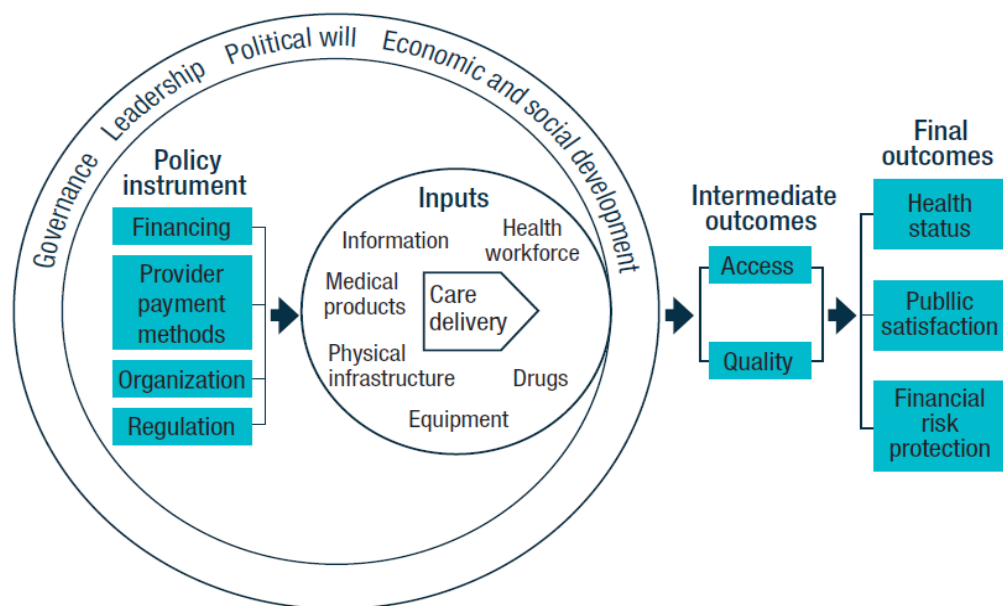 Governance Leadership Political will Economic and social development
Policy
instrument
Financing
Provider
payment
methods
Organization
Regulation
Inputs
Information
Health
workforce
Medical
products
Care
delivery
Physical
infrastructure
Drugs
Equipment
Intermediate
outcomes
Access
Quality
Final
outcomes
Health
status
Publlic
satisfaction
Financial
risk
protection